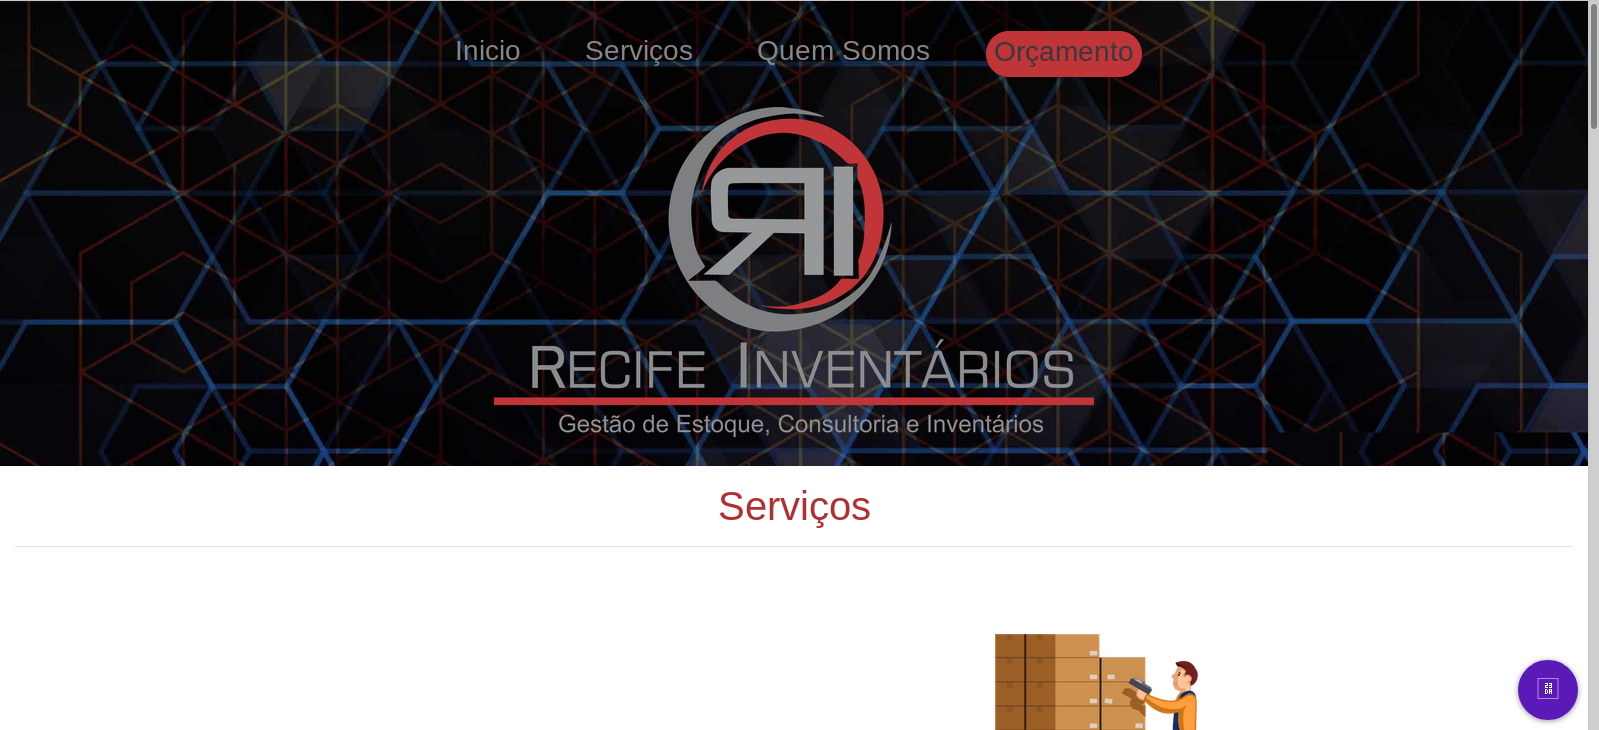 Inicio Serviços Quem Somos Orçamento
RI
RECIFE INVENTÁRIOS
Gestão de Estoque, Consultoria e Inventários
Serviços